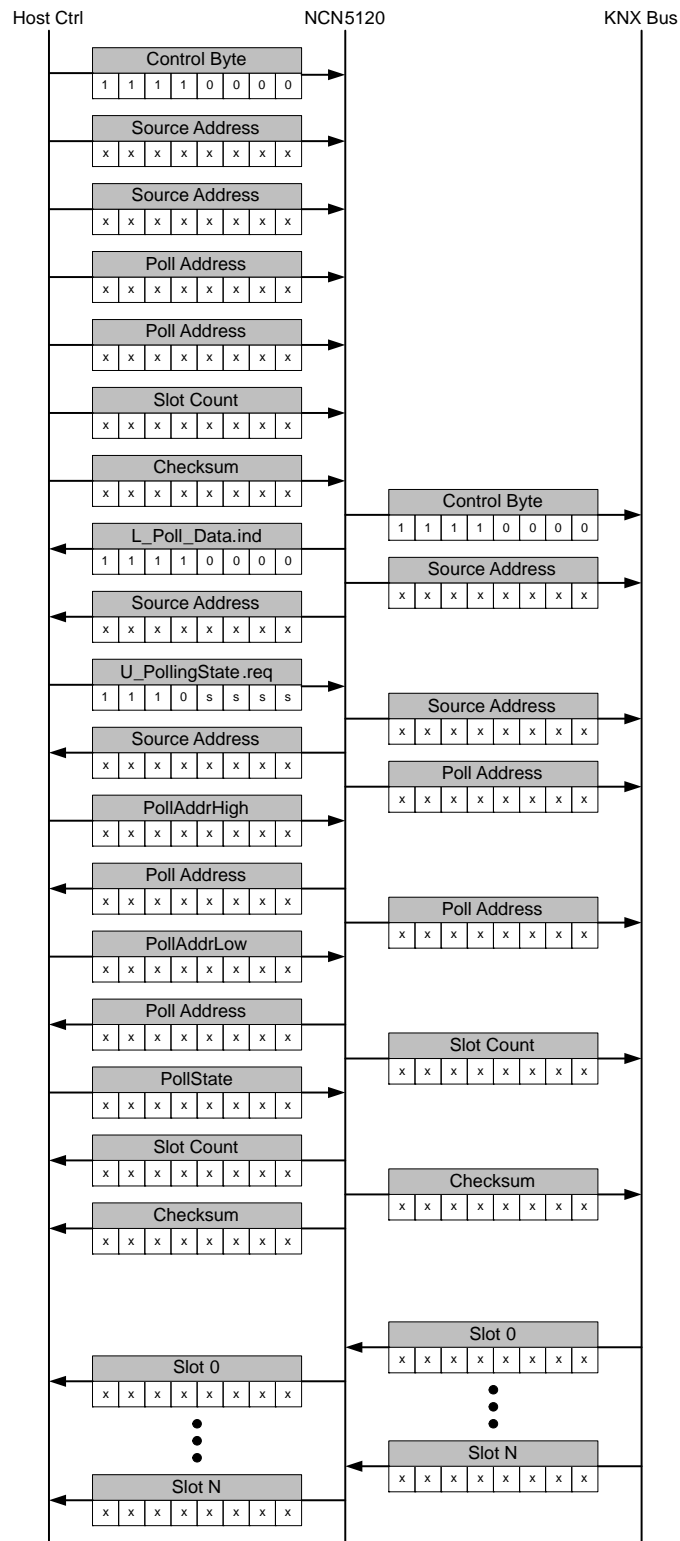 Host Ctrl NCN5120 KNX Bus
Control Byte
1 1 1 1 0 0 0 0
Source Address
x x x x x x x x
Source Address
x x x x x x x x
Poll Address
x x x x x x x x
Poll Address
x x x x x x x x
Slot Count
x x x x x x x x
Checksum
x x x x x x x x
Control Byte
1 1 1 1 0 0 0 0
L_Poll_Data.ind
1 1 1 1 0 0 0 0
Source Address
x x x x x x x x
Source Address
x x x x x x x x
U_PollingState.req
1 1 1 0 s s s s
Source Address
x x x x x x x x
Source Address
x x x x x x x x
Poll Address
x x x x x x x x
PollAddrHigh
x x x x x x x x
Poll Address
x x x x x x x x
Poll Address
x x x x x x x x
PollAddrLow
x x x x x x x x
Poll Address
x x x x x x x x
Slot Count
x x x x x x x x
PollState
x x x x x x x x
Slot Count
x x x x x x x x
Checksum
x x x x x x x x
Checksum
x x x x x x x x
Slot 0
x x x x x x x x
Slot 0
x x x x x x x x
Slot N
x x x x x x x x
Slot N
x x x x x x x x